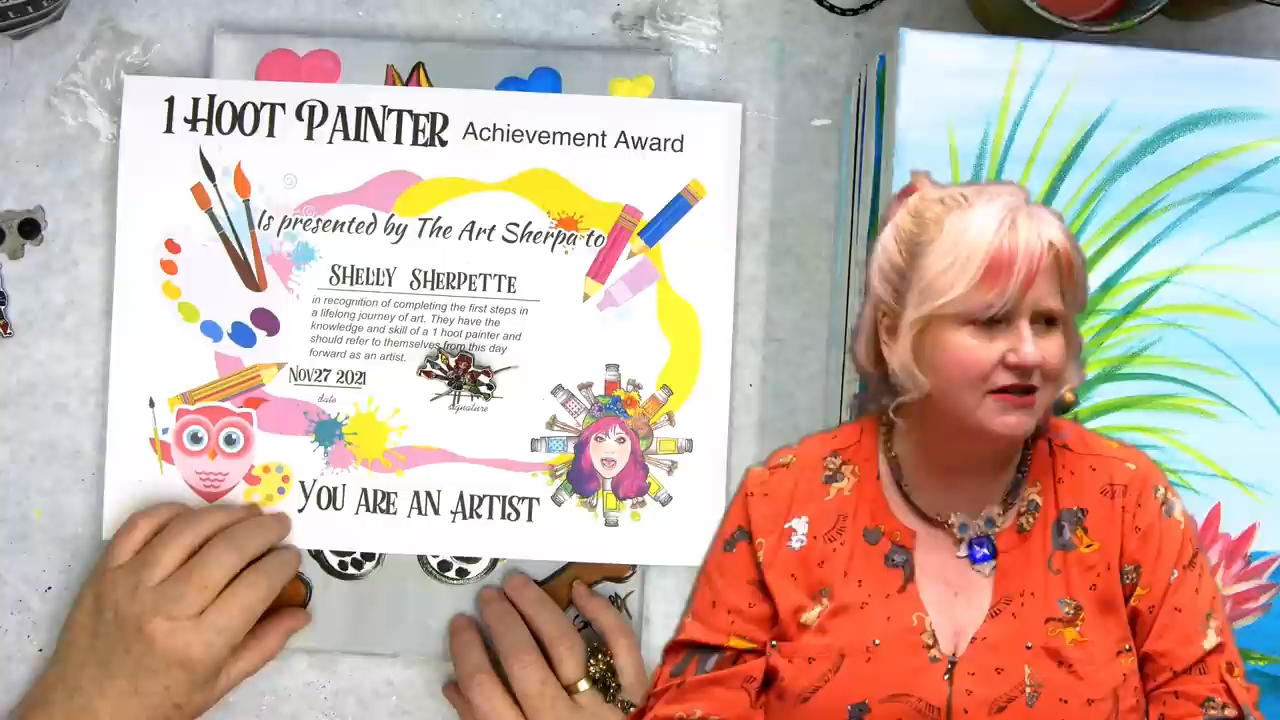 1 HOOT PAINTER Achievement Award
Is presented by The Art Sherpa to
SHELLY SHERPETTE
in recognition of completing the first steps in
a lifelong journey of art. They have the
knowledge and skill of a 1 hoot painter and
should refer to themselves from this day
forward as an artist.
NOV27 2021
date
signature
YOU ARE AN ARTIST